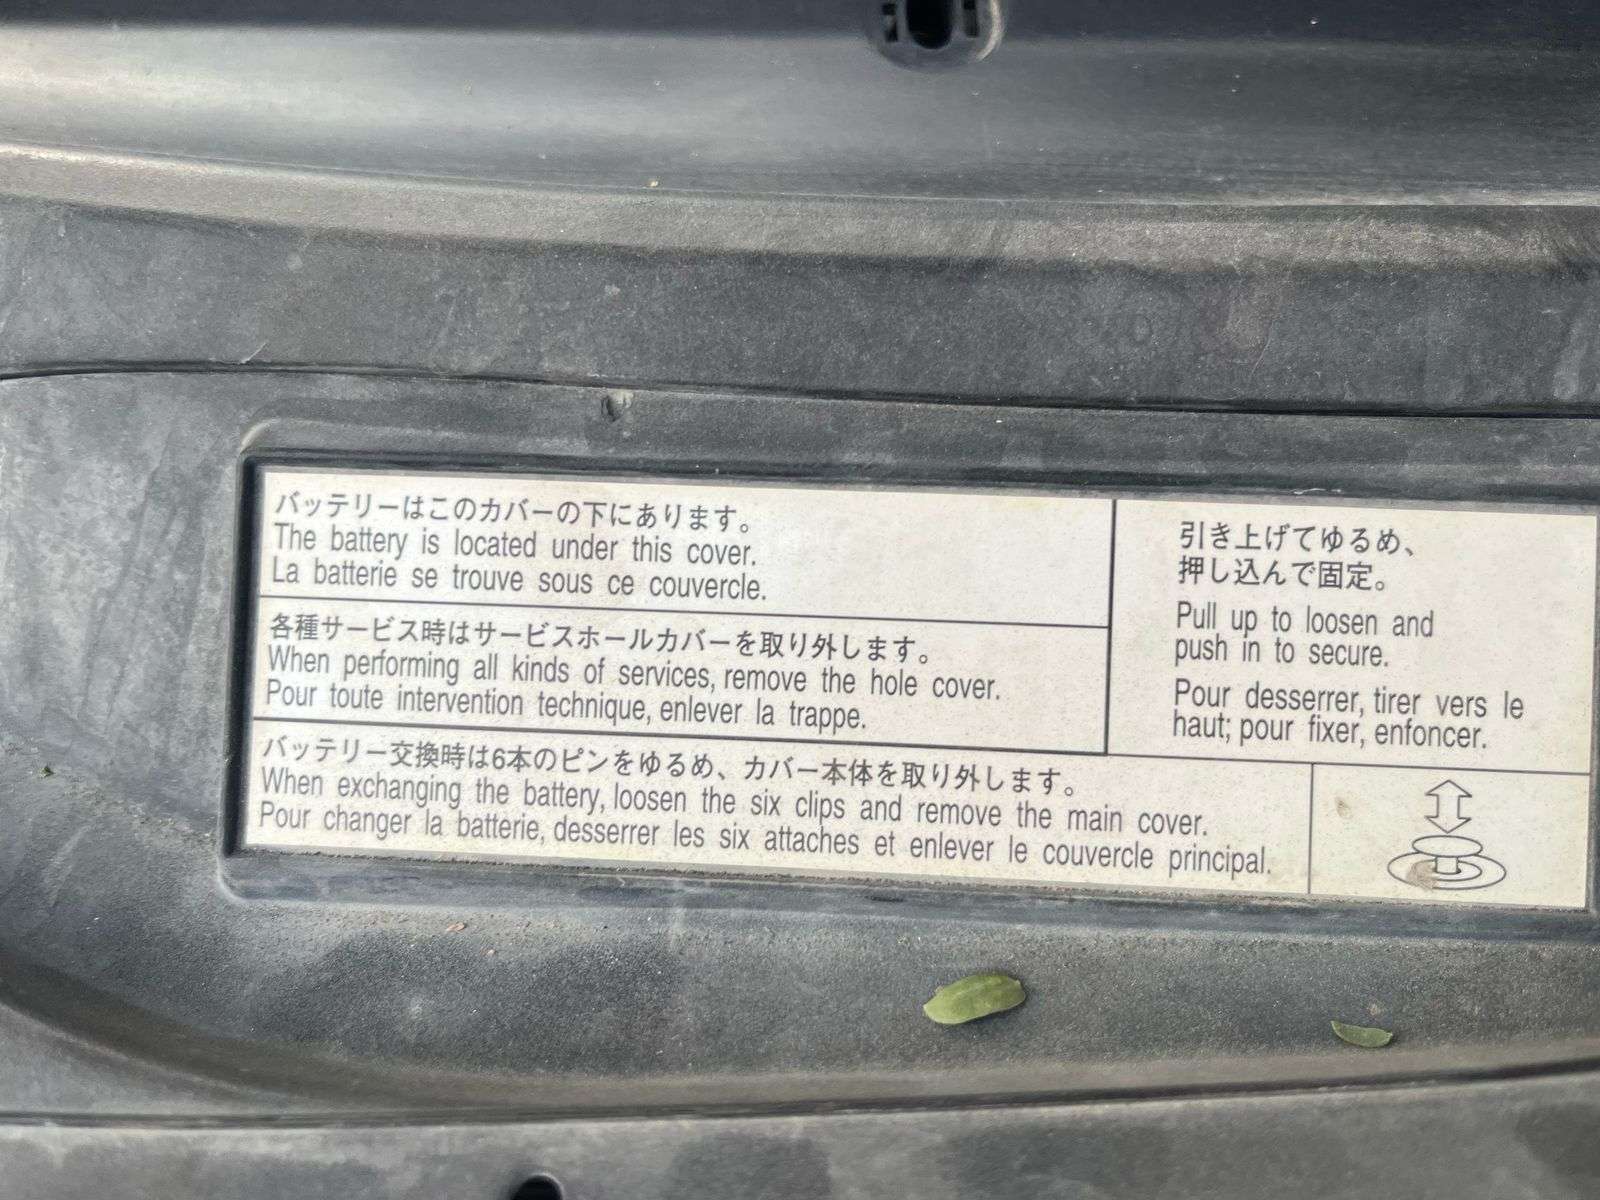 バッテリーはこのカバーの下にあります。
The battery is located under this cover.
La batterie se trouve sous ce couvercle.
各種サービス時はサービスホールカバーを取り外します。
When performing all kinds of services, remove the hole cover.
Pour toute intervention technique, enlever la trappe.
バッテリー交換時は6本のピンをゆるめ、カバー本体を取り外します。
When exchanging the battery, loosen the six clips and remove the main cover.
Pour changer la batterie, desserrer les six attaches et enlever le couvercle principal.
引き上げてゆるめ、
押し込んで固定。
Pull up to loosen and
push in to secure.
Pour desserrer, tirer vers le
haut; pour fixer, enfoncer.